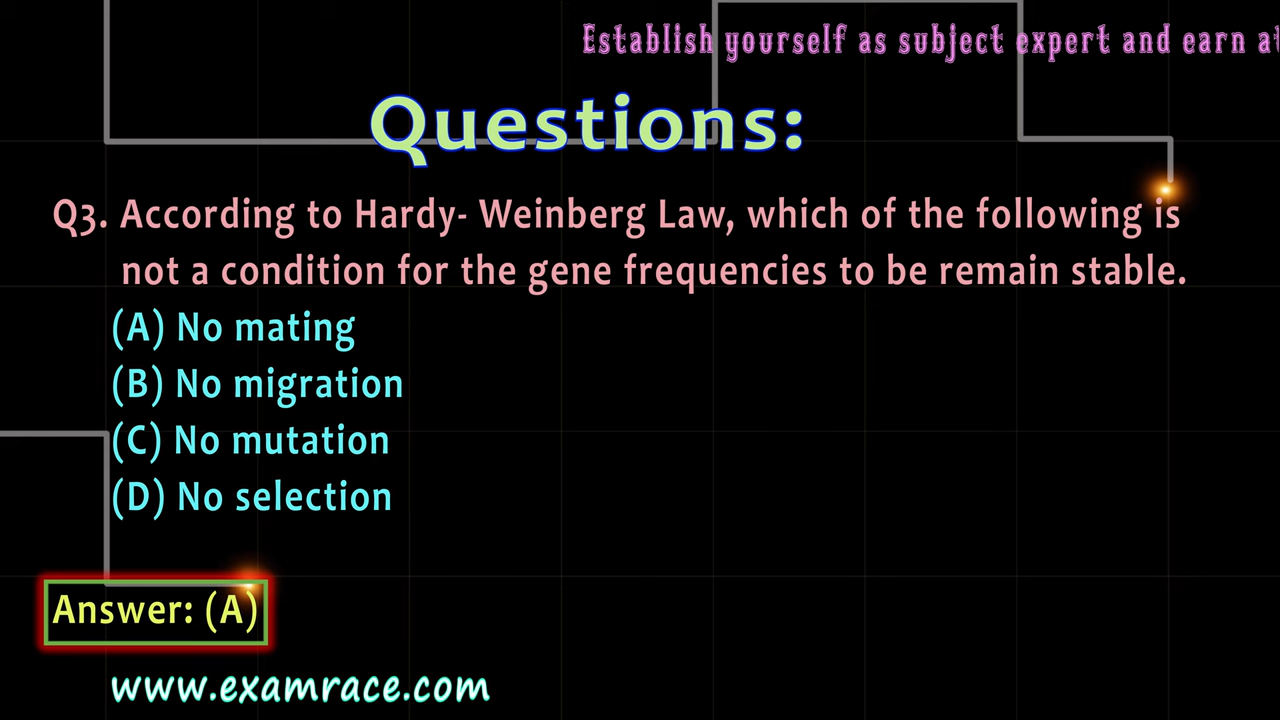 Establish yourself as subject expert and earn
Questions:
Q3. According to Hardy- Weinberg Law, which of the following is
not a condition for the gene frequencies to be remain stable.
(A) No mating
(B) No migration
(C) No mutation
(D) No selection
Answer: (A)
www.examrace.com